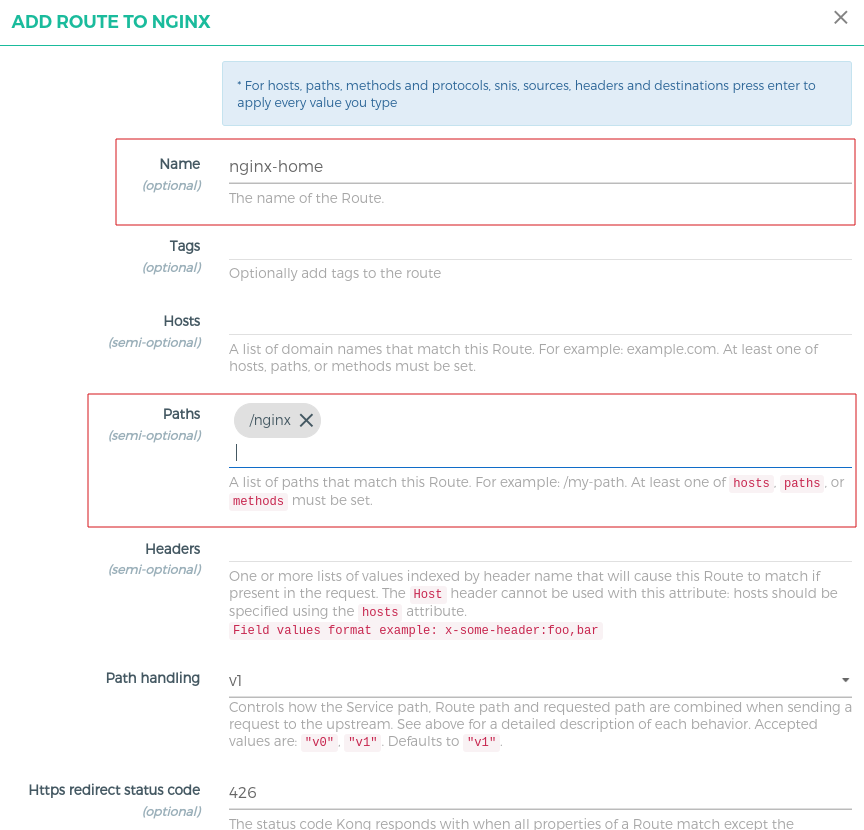 ADD ROUTE TO NGINX
* For hosts, paths, methods and protocols, snis, sources, headers and destinations press enter to
apply every value you type
Name
nginx-home
(optional)
The name of the Route.
Tags
(optional)
Optionally add tags to the route
Hosts
(semi-optional)
A list of domain names that match this Route. For example: example.com. At least one of
hosts, paths, or methods must be set.
Paths
/nginx
(semi-optional)
A list of paths that match this Route. For example: /my-path. At least one of hosts, paths, or
methods must be set.
Headers
(semi-optional)
One or more lists of values indexed by header name that will cause this Route to match if
present in the request. The Host header cannot be used with this attribute: hosts should be
specified using the hosts attribute.
Field values format example: x-some-header:foo,bar
Path handling
v1
Controls how the Service path, Route path and requested path are combined when sending a
request to the upstream. See above for a detailed description of each behavior. Accepted
values are: "v0", "v1". Defaults to "v1".
Https redirect status code
426
(optional)
The status code Kong responds with when all properties of a Route match except the